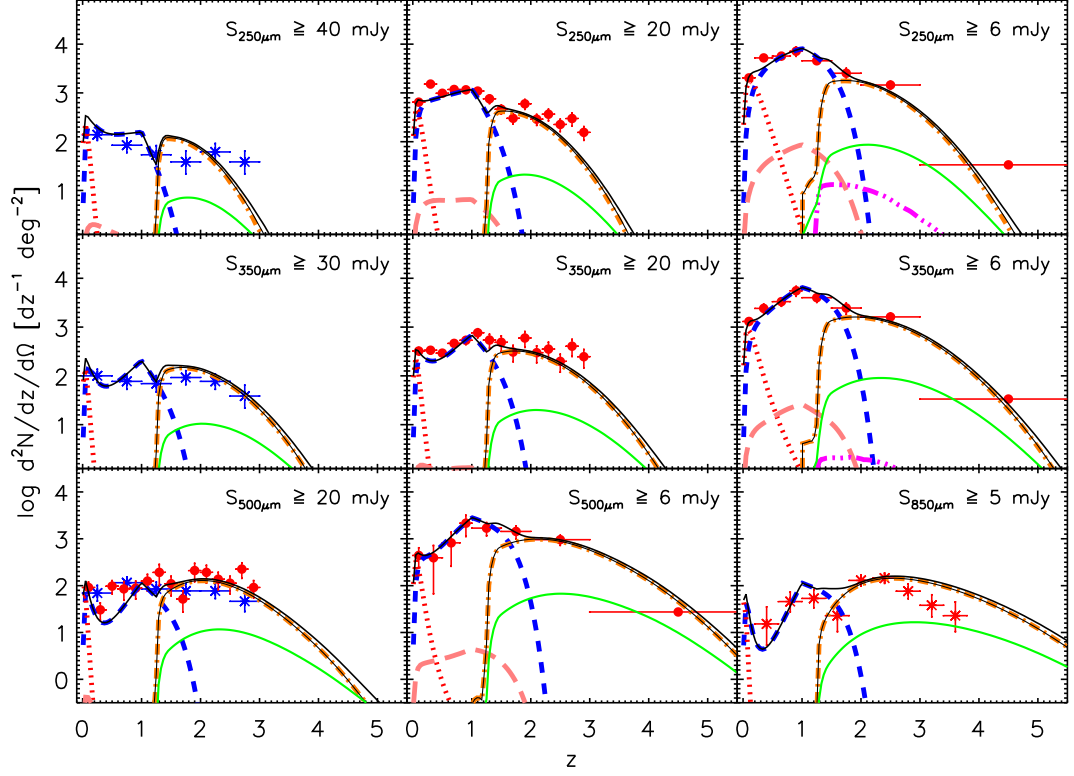 S250μm ≧ 40 mJy
S250μm ≧ 20 mJy
S250μm ≧ 6 mJy
4
3
2
1
S350μm ≧ 30 mJy
S350μm ≧ 20 mJy
S350μm ≧ 6 mJy
4
3
2
1
S500μm ≧ 20 mJy
S500μm ≧ 6 mJy
S850μm ≧ 5 mJy
4
3
2
1
0
log d²N/dz/dΩ [dz⁻¹ deg⁻²]
0 1 2 3 4 5
0 1 2 3 4 5
0 1 2 3 4 5
z